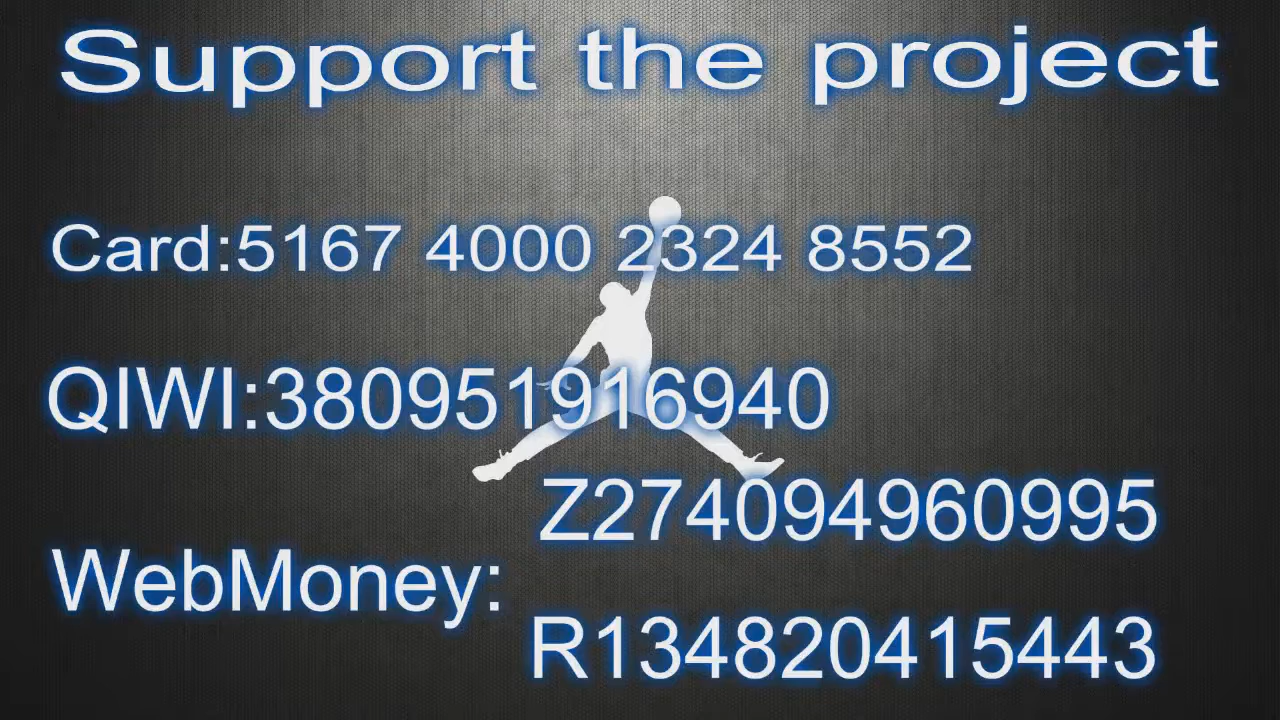 Support the project
Card:5167 4000 2324 8552
QIWI:380951916940
WebMoney:
Z274094960995
R134820415443